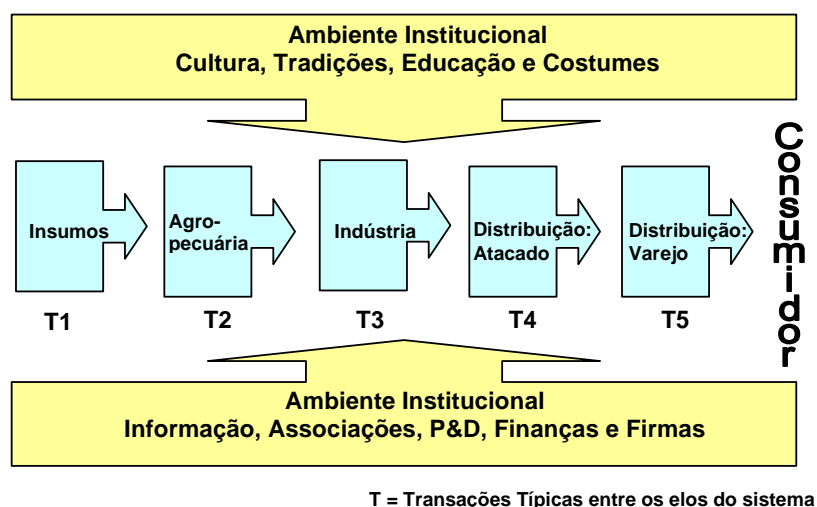 Ambiente Institucional
Cultura, Tradições, Educação e Costumes
Insumos
Agro-
pecuária
Indústria
Distribuição:
Atacado
Distribuição:
Varejo
Consumidor
T1
T2
T3
T4
T5
Ambiente Institucional
Informação, Associações, P&D, Finanças e Firmas
T = Transações Típicas entre os elos do sistema